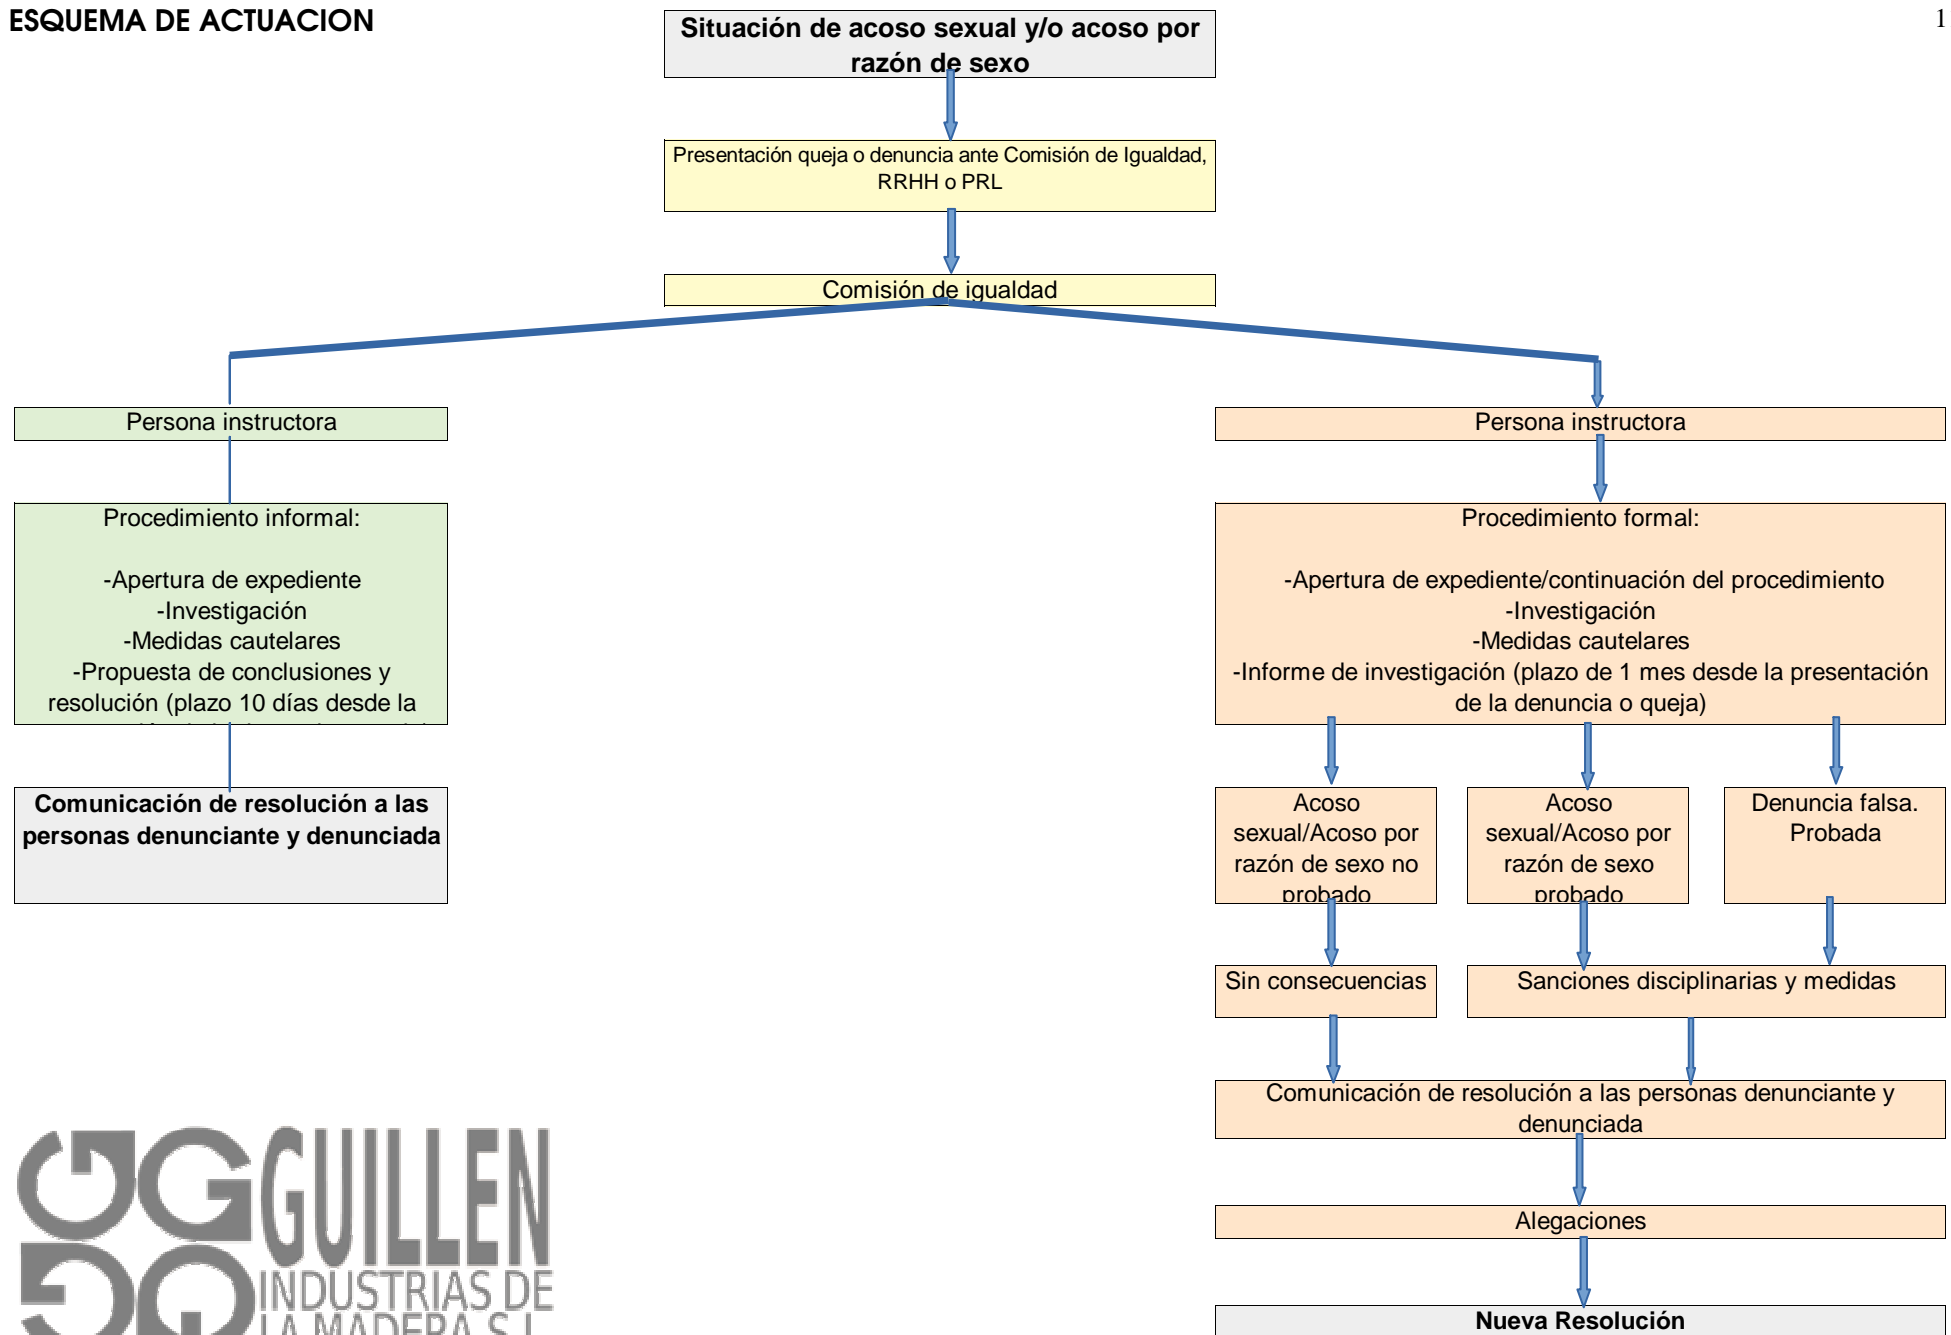 ESQUEMA DE ACTUACION
1
Situación de acoso sexual y/o acoso por
razón de sexo
Presentación queja o denuncia ante Comisión de Igualdad,
RRHH o PRL
Comisión de igualdad
Persona instructora
Procedimiento informal:
-Apertura de expediente
-Investigación
-Medidas cautelares
-Propuesta de conclusiones y
resolución (plazo 10 días desde la
Comunicación de resolución a las
personas denunciante y denunciada
Persona instructora
Procedimiento formal:
-Apertura de expediente/continuación del procedimiento
-Investigación
-Medidas cautelares
-Informe de investigación (plazo de 1 mes desde la presentación
de la denuncia o queja)
Acoso
sexual/Acoso por
razón de sexo no
probado
Acoso
sexual/Acoso por
razón de sexo
probado
Denuncia falsa.
Probada
Sin consecuencias
Sanciones disciplinarias y medidas
Comunicación de resolución a las personas denunciante y
denunciada
Alegaciones
Nueva Resolución
GUILLEN
INDUSTRIAS DE
LA MADERA S.L.